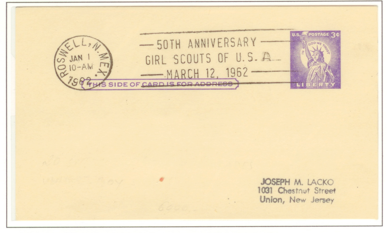 ROSWELL, N.MEX.
JAN 1
10-AM
1962
50TH ANNIVERSARY
GIRL SCOUTS OF U.S.A.
MARCH 12, 1962
U.S. POSTAGE 3¢
LIBERTY
THIS SIDE OF CARD IS FOR ADDRESS
JOSEPH M. LACKO
1031 Chestnut Street
Union, New Jersey